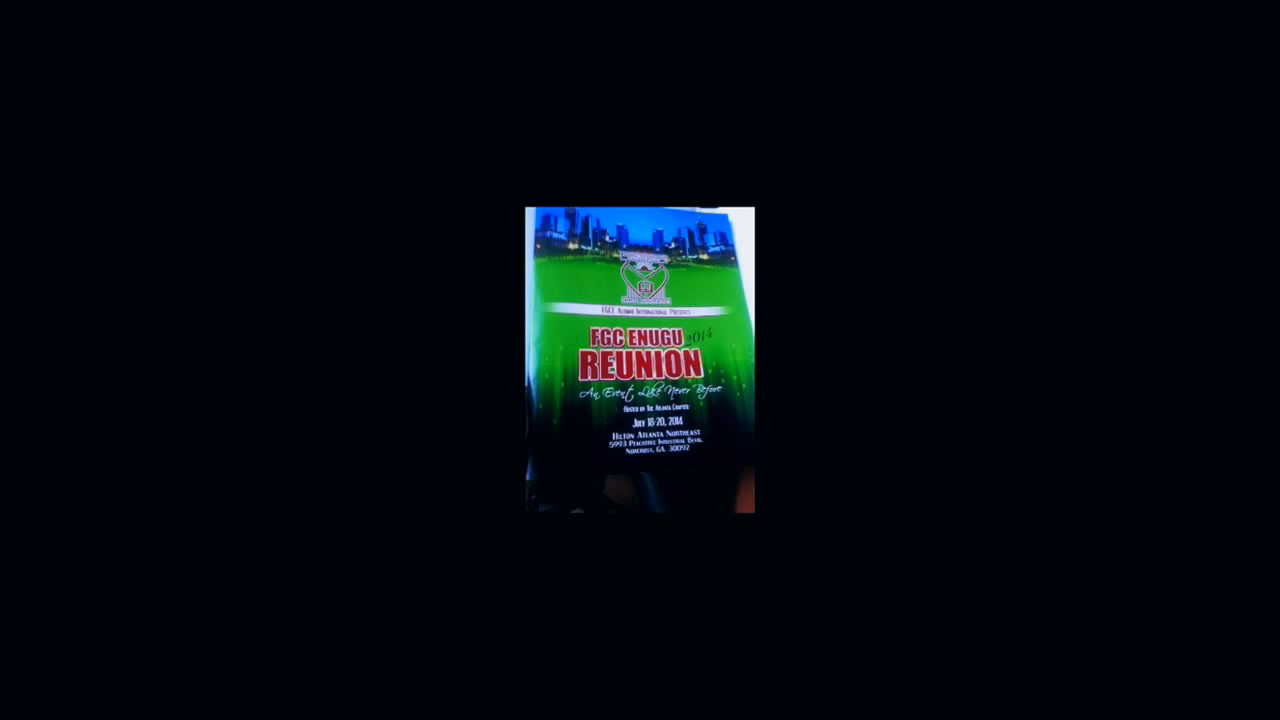 FGCE Alumni International Presents
FGC ENUGU 2014
REUNION
An Event Like Never Before
Hosted by The Atlanta Chapter
July 18-20, 2014
Hilton Atlanta Northeast
5993 Peachtree Industrial Blvd.
Norcross, GA. 30092